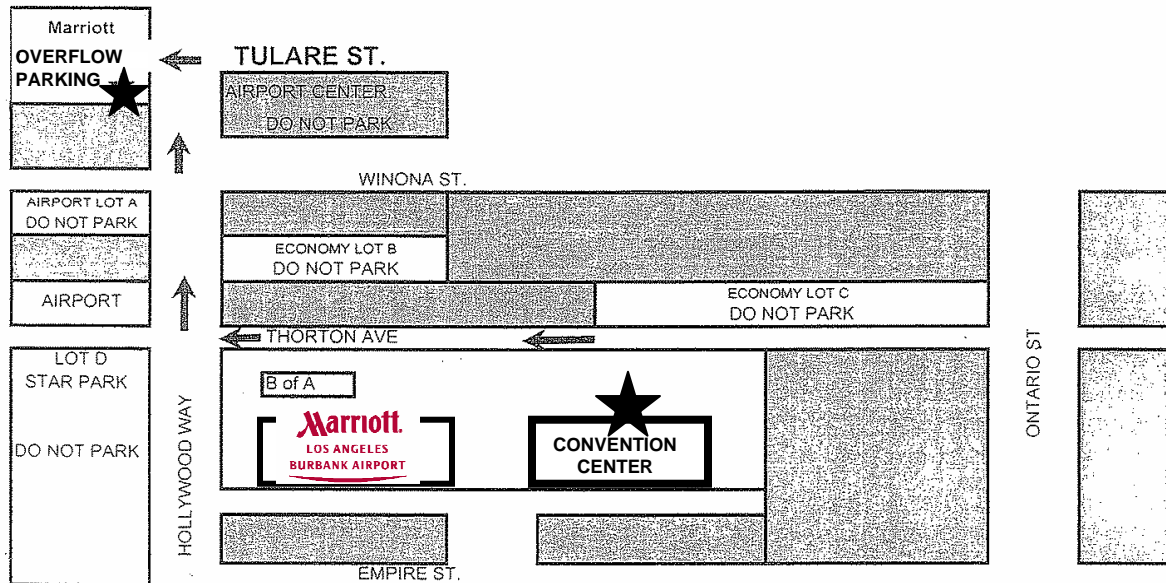 Marriott
OVERFLOW
PARKING
TULARE ST.
AIRPORT CENTER
DO NOT PARK
WINONA ST.
AIRPORT LOT A
DO NOT PARK
ECONOMY LOT B
DO NOT PARK
AIRPORT
ECONOMY LOT C
DO NOT PARK
THORTON AVE
LOT D
STAR PARK
DO NOT PARK
HOLLYWOOD WAY
B of A
Marriott.
LOS ANGELES
BURBANK AIRPORT
CONVENTION
CENTER
ONTARIO ST
EMPIRE ST.